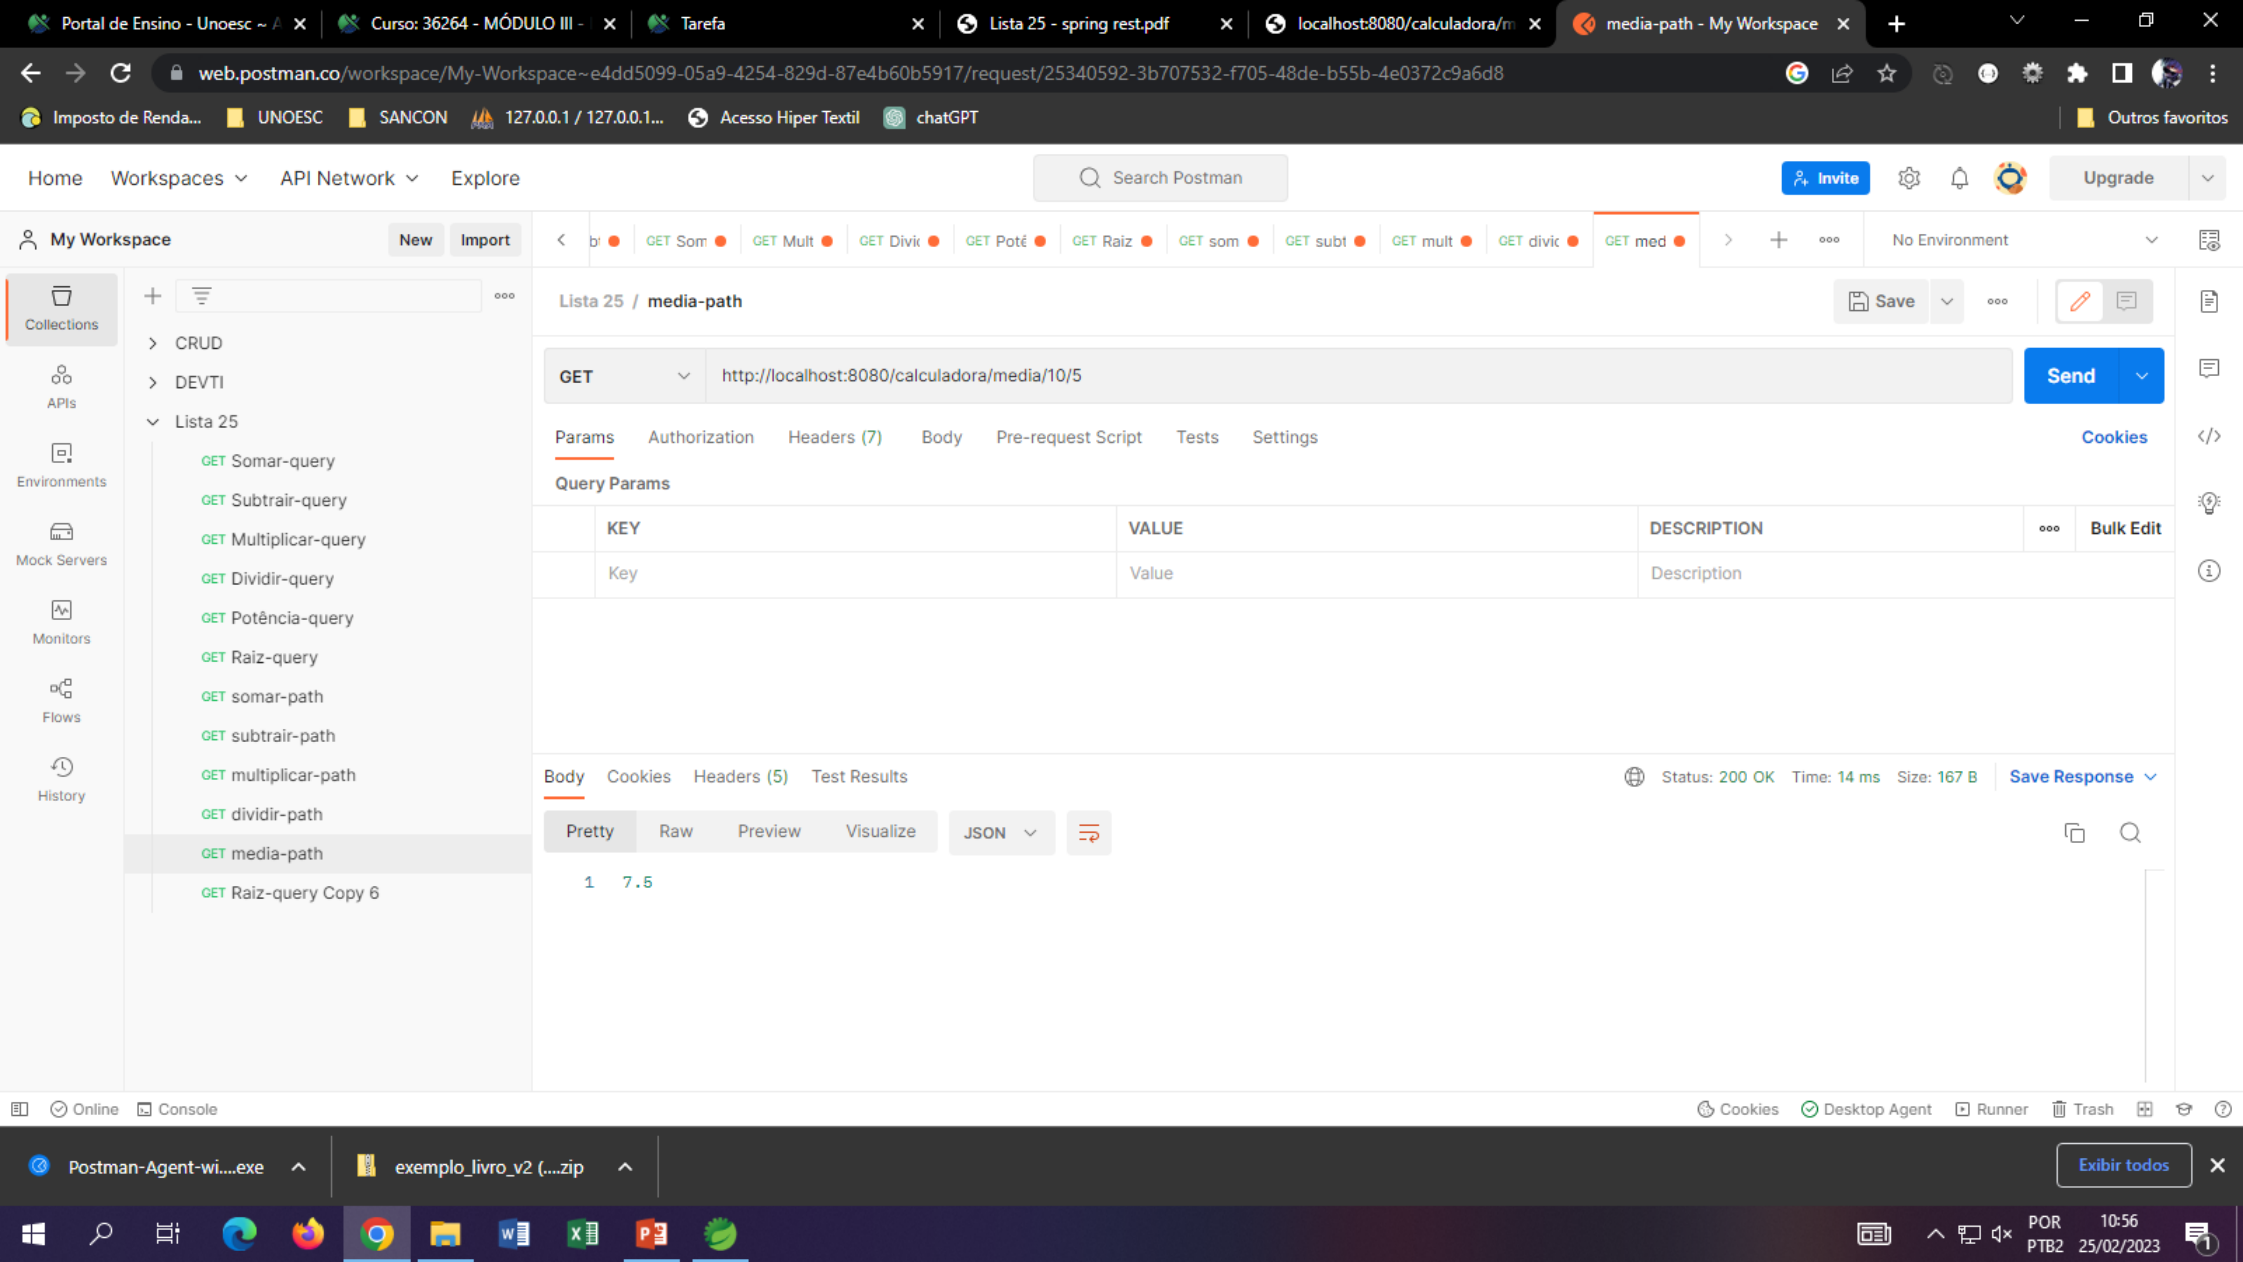 Portal de Ensino - Unoesc ~ A
Curso: 36264 - MÓDULO III -
Tarefa
Lista 25 - spring rest.pdf
localhost:8080/calculadora/m
media-path - My Workspace
web.postman.co/workspace/My-Workspace~e4dd5099-05a9-4254-829d-87e4b60b5917/request/25340592-3b707532-f705-48de-b55b-4e0372c9a6d8
Imposto de Renda...
UNOESC
SANCON
127.0.0.1 / 127.0.0.1...
Acesso Hiper Textil
chatGPT
Outros favoritos
Home
Workspaces
API Network
Explore
Search Postman
Invite
Upgrade
My Workspace
New
Import
GET Som
GET Mult
GET Divic
GET Potê
GET Raiz
GET som
GET subt
GET mult
GET divic
GET med
No Environment
Collections
APIs
Environments
Mock Servers
Monitors
Flows
History
CRUD
DEVTI
Lista 25
GET Somar-query
GET Subtrair-query
GET Multiplicar-query
GET Dividir-query
GET Potência-query
GET Raiz-query
GET somar-path
GET subtrair-path
GET multiplicar-path
GET dividir-path
GET media-path
GET Raiz-query Copy 6
Lista 25 / media-path
Save
GET
http://localhost:8080/calculadora/media/10/5
Send
Params
Authorization
Headers (7)
Body
Pre-request Script
Tests
Settings
Cookies
Query Params
KEY
VALUE
DESCRIPTION
Bulk Edit
Key
Value
Description
Body
Cookies
Headers (5)
Test Results
Status: 200 OK
Time: 14 ms
Size: 167 B
Save Response
Pretty
Raw
Preview
Visualize
JSON
1 7.5
Online
Console
Cookies
Desktop Agent
Runner
Trash
Postman-Agent-wi....exe
exemplo_livro_v2 (....zip
Exibir todos
POR
PTB2
10:56
25/02/2023
1